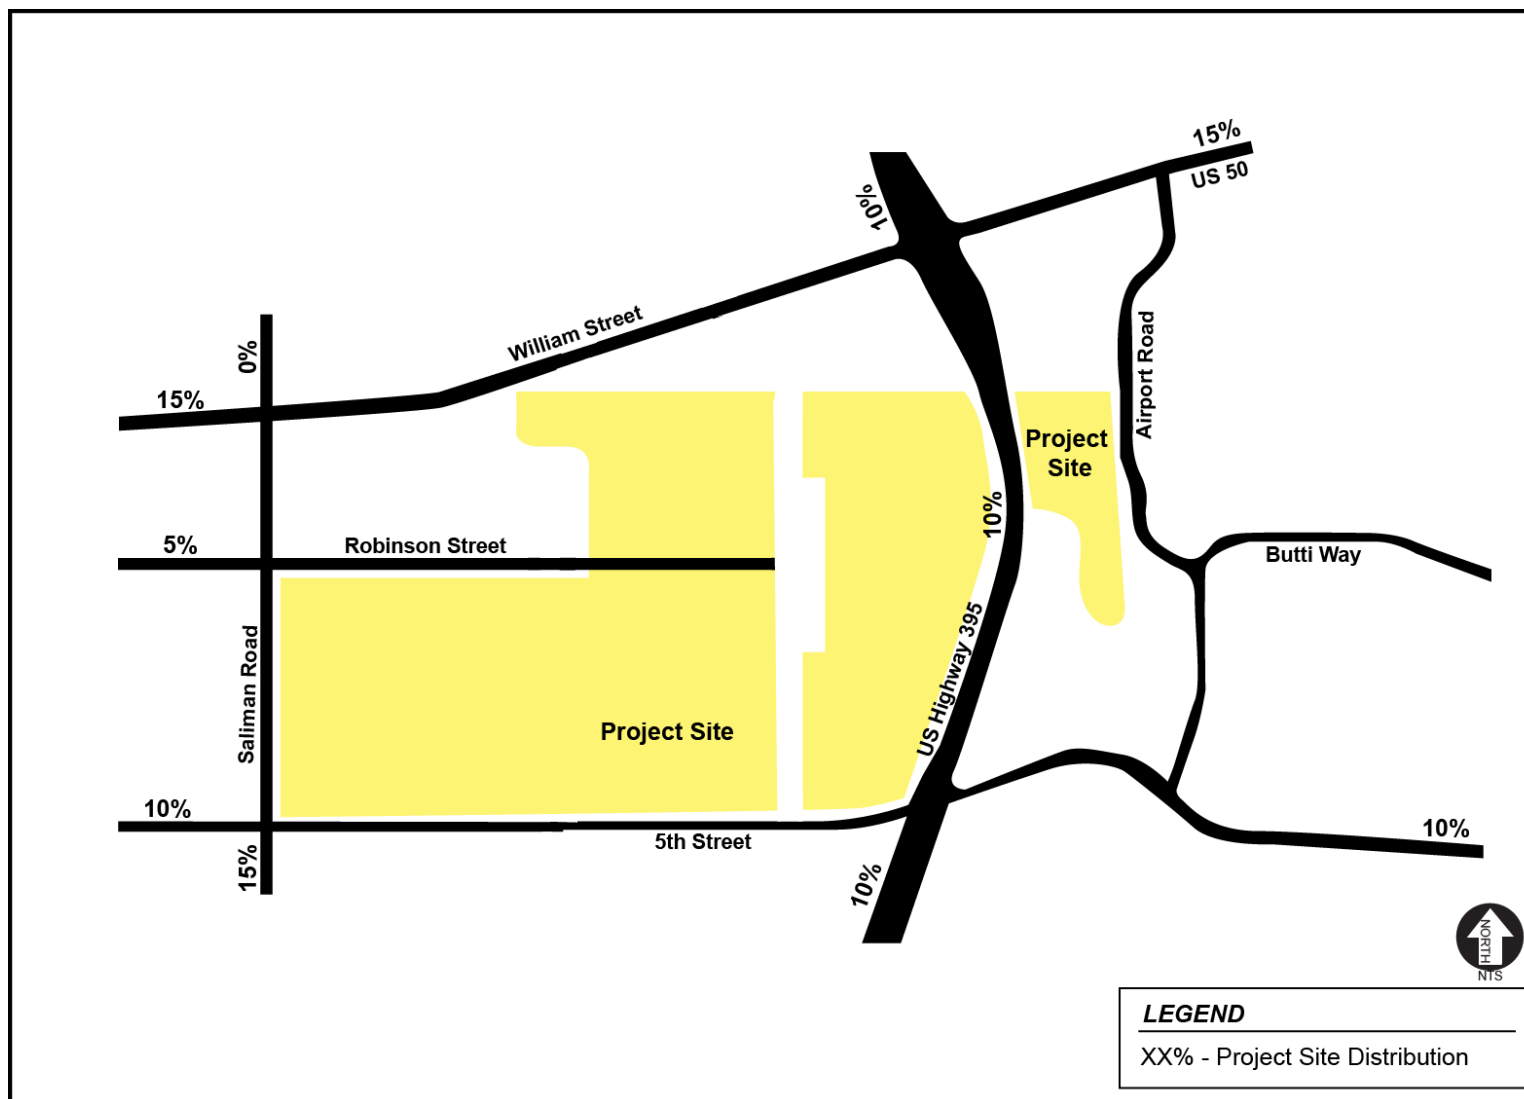 15%
US 50
10%
William Street
0%
15%
Airport Road
Project
Site
10%
5%
Robinson Street
Butti Way
US Highway 395
Saliman Road
Project Site
10%
5th Street
10%
15%
10%
NORTH
NTS
LEGEND
XX% - Project Site Distribution